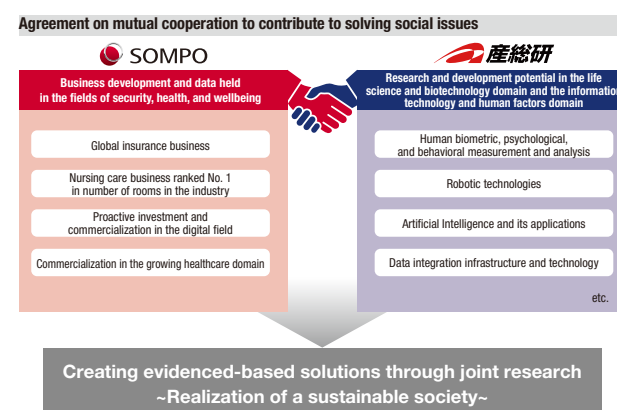 Agreement on mutual cooperation to contribute to solving social issues
SOMPO
産総研
Business development and data held
in the fields of security, health, and wellbeing
Research and development potential in the life
science and biotechnology domain and the information
technology and human factors domain
Global insurance business
Nursing care business ranked No. 1
in number of rooms in the industry
Proactive investment and
commercialization in the digital field
Commercialization in the growing healthcare domain
Human biometric, psychological,
and behavioral measurement and analysis
Robotic technologies
Artificial Intelligence and its applications
Data integration infrastructure and technology
etc.
Creating evidenced-based solutions through joint research
~Realization of a sustainable society~